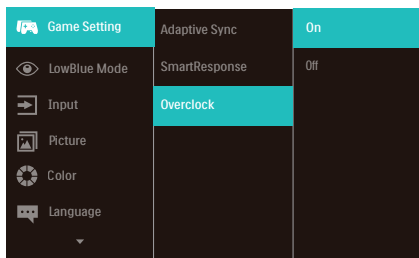 Game Setting
LowBlue Mode
Input
Picture
Color
Language
Adaptive Sync
SmartResponse
Overclock
On
Off